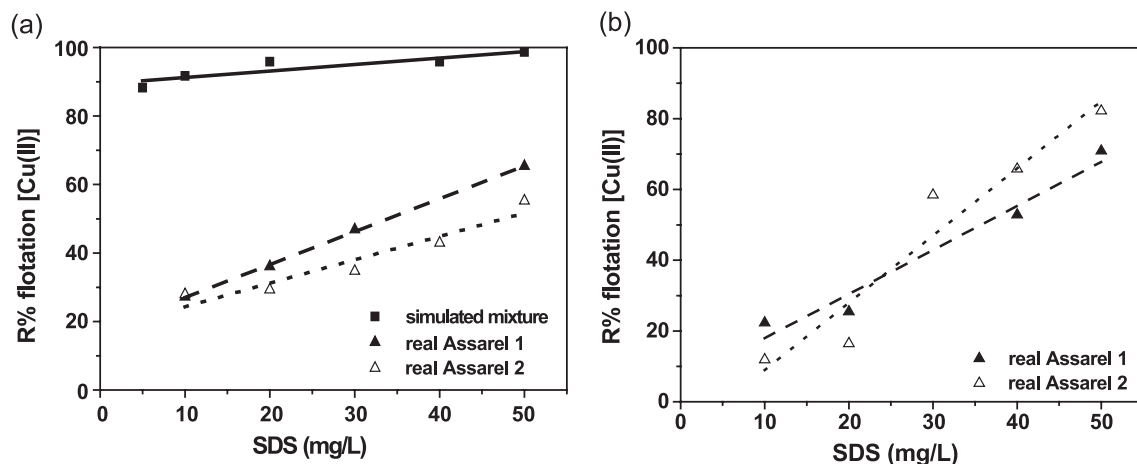 (a)
R% flotation [Cu(II)]
100
80
60
40
20
0
0 10 20 30 40 50
SDS (mg/L)
simulated mixture
real Assarel 1
real Assarel 2
(b)
R% flotation [Cu(II)]
100
80
60
40
20
0
0 10 20 30 40 50
SDS (mg/L)
real Assarel 1
real Assarel 2